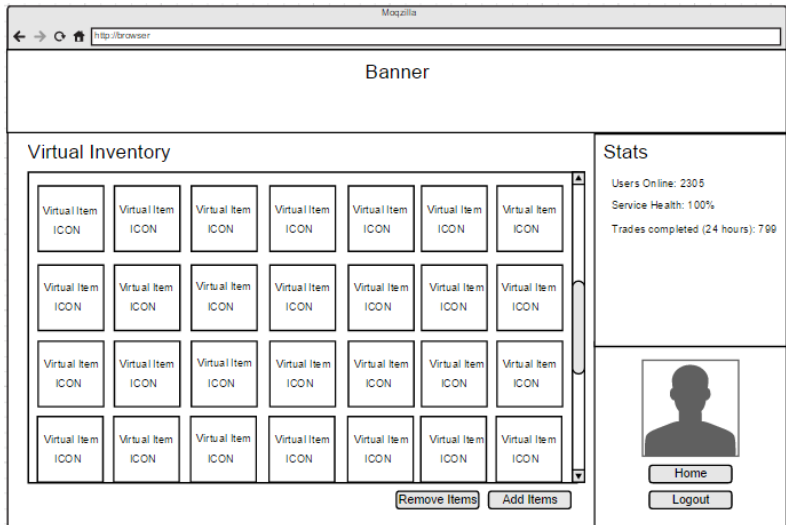 Moqzilla
http://browser
Banner
Virtual Inventory
Virtual Item Virtual Item Virtual Item Virtual Item Virtual Item Virtual Item Virtual Item
ICON ICON ICON ICON ICON ICON ICON
Virtual Item Virtual Item Virtual Item Virtual Item Virtual Item Virtual Item Virtual Item
ICON ICON ICON ICON ICON ICON ICON
Virtual Item Virtual Item Virtual Item Virtual Item Virtual Item Virtual Item Virtual Item
ICON ICON ICON ICON ICON ICON ICON
Virtual Item Virtual Item Virtual Item Virtual Item Virtual Item Virtual Item Virtual Item
ICON ICON ICON ICON ICON ICON ICON
Remove Items Add Items
Stats
Users Online: 2305
Service Health: 100%
Trades completed (24 hours): 799
Home
Logout